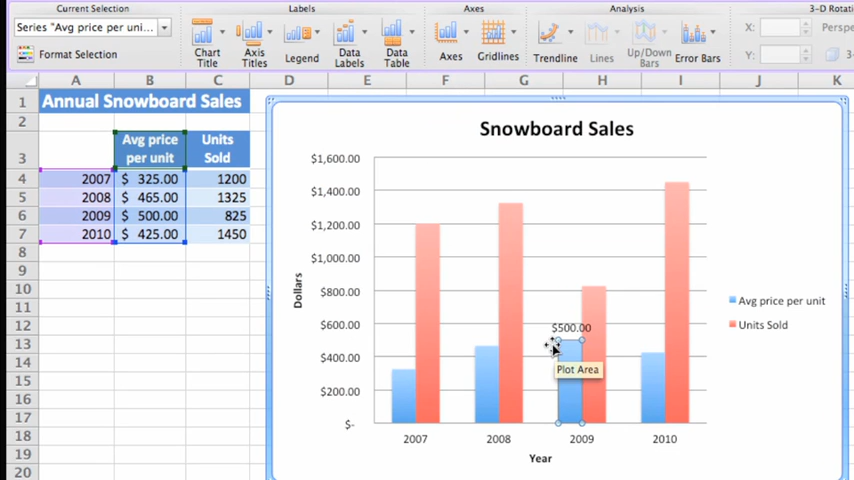 Current Selection
Labels
Axes
Analysis
3-D Rotati
Series "Avg price per uni...
Format Selection
Chart
Title
Axis
Titles
Legend
Data
Labels
Data
Table
Axes
Gridlines
Trendline
Lines
Up/Down
Bars
Error Bars
X:
Y:
Perspe
3-
A B C D E F G H I J K
1 Annual Snowboard Sales
2
3 Avg price per unit Units Sold
4 2007 $ 325.00 1200
5 2008 $ 465.00 1325
6 2009 $ 500.00 825
7 2010 $ 425.00 1450
8
9
10
11
12
13
14
15
16
17
18
19
20
Snowboard Sales
$1,600.00
$1,400.00
$1,200.00
$1,000.00
$800.00
$600.00
$400.00
$200.00
$-
Dollars
$500.00
Plot Area
2007 2008 2009 2010
Year
Avg price per unit
Units Sold